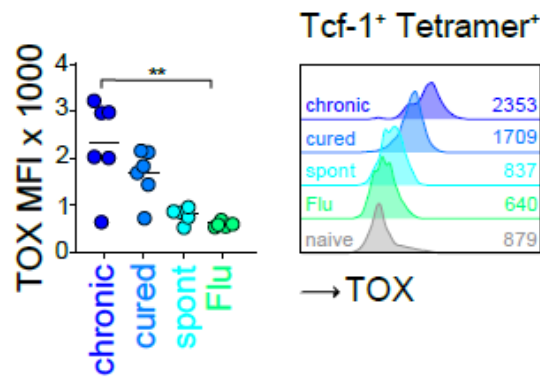 TOX MFI x 1000
4
3
2
1
0
**
chronic
cured
spont
Flu
Tcf-1⁺ Tetramer⁺
chronic 2353
cured 1709
spont 837
Flu 640
naive 879
→ TOX